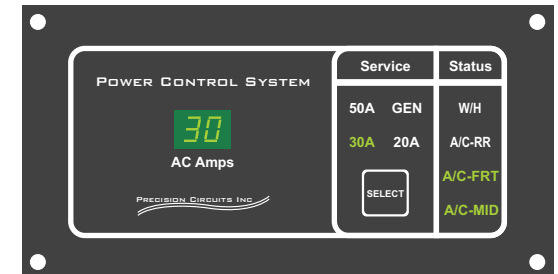 POWER CONTROL SYSTEM
30
AC Amps
PRECISION CIRCUITS INC
Service
50A GEN
30A 20A
SELECT
Status
W/H
A/C-RR
A/C-FRT
A/C-MID